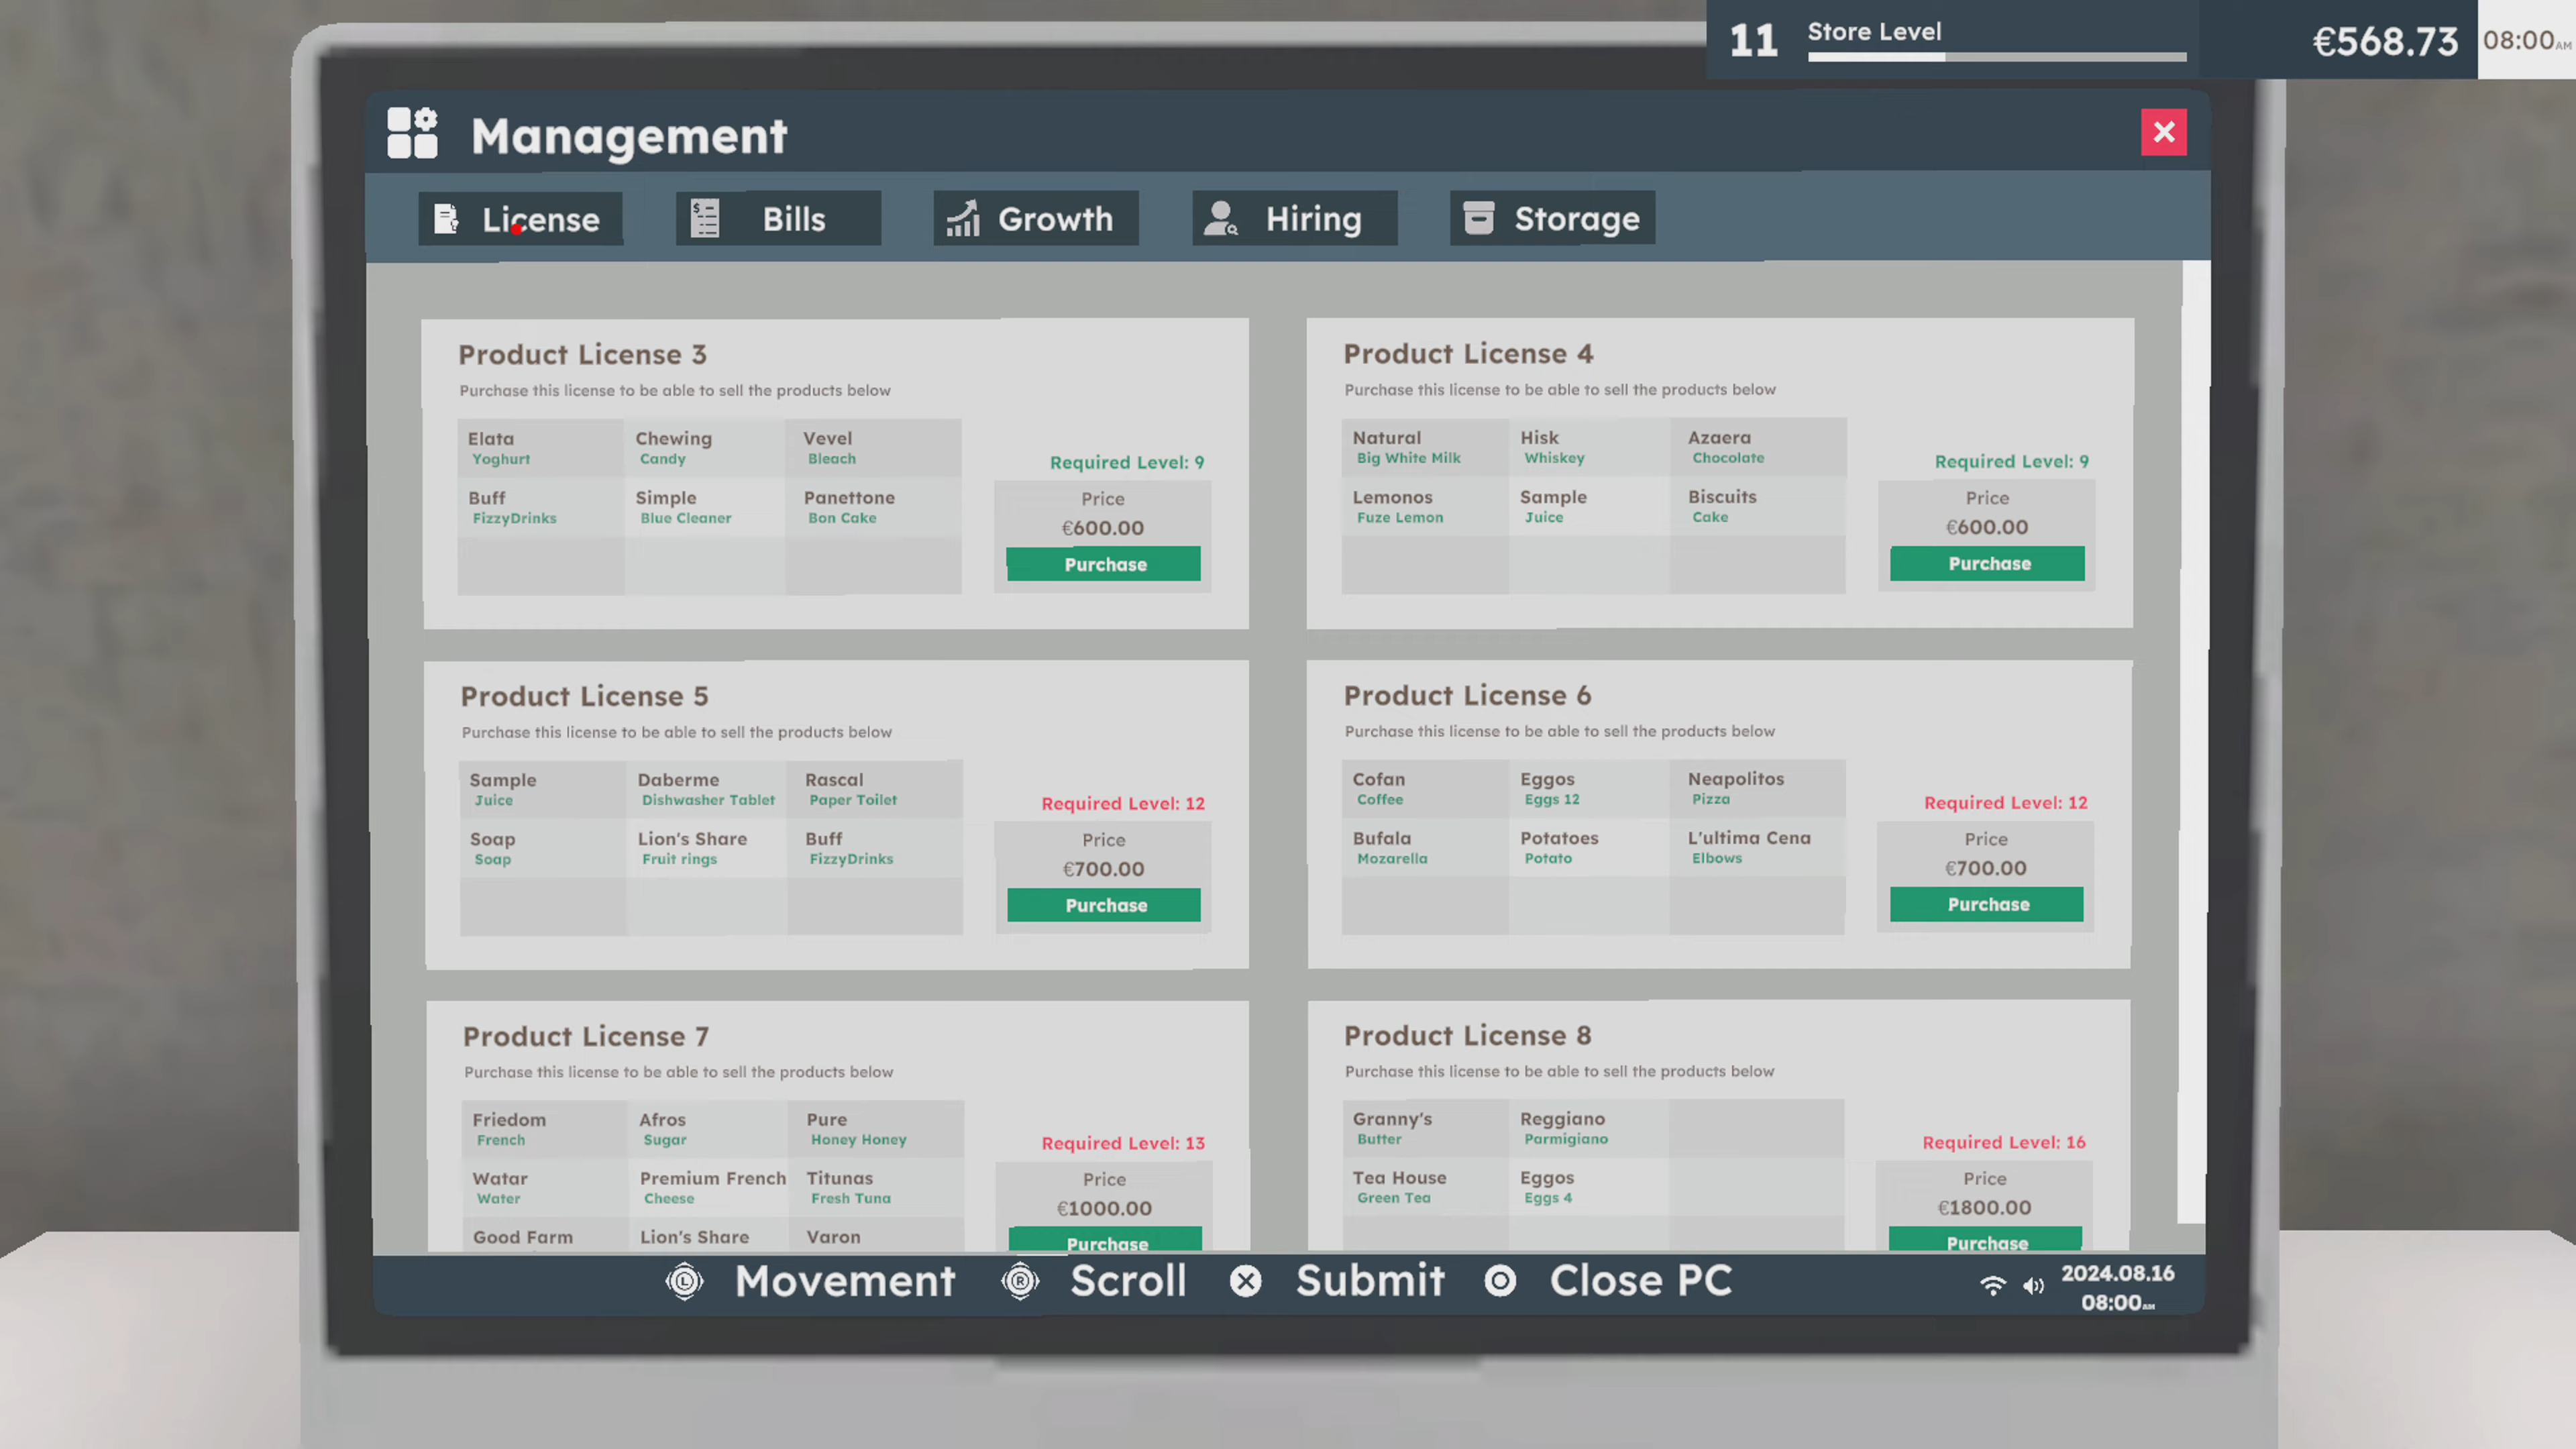 11
Store Level
€568.73
08:00AM
Management
License
Bills
Growth
Hiring
Storage
Product License 3
Purchase this license to be able to sell the products below
Elata
Yoghurt
Chewing
Candy
Vevel
Bleach
Buff
FizzyDrinks
Simple
Blue Cleaner
Panettone
Bon Cake
Required Level: 9
Price
€600.00
Purchase
Product License 4
Purchase this license to be able to sell the products below
Natural
Big White Milk
Hisk
Whiskey
Azaera
Chocolate
Lemonos
Fuze Lemon
Sample
Juice
Biscuits
Cake
Required Level: 9
Price
€600.00
Purchase
Product License 5
Purchase this license to be able to sell the products below
Sample
Juice
Daberme
Dishwasher Tablet
Rascal
Paper Toilet
Soap
Soap
Lion's Share
Fruit rings
Buff
FizzyDrinks
Required Level: 12
Price
€700.00
Purchase
Product License 6
Purchase this license to be able to sell the products below
Cofan
Coffee
Eggos
Eggs 12
Neapolitos
Pizza
Bufala
Mozarella
Potatoes
Potato
L'ultima Cena
Elbows
Required Level: 12
Price
€700.00
Purchase
Product License 7
Purchase this license to be able to sell the products below
Friedom
French
Afros
Sugar
Pure
Honey Honey
Watar
Water
Premium French
Cheese
Titunas
Fresh Tuna
Good Farm
Lion's Share
Varon
Required Level: 13
Price
€1000.00
Purchase
Product License 8
Purchase this license to be able to sell the products below
Granny's
Butter
Reggiano
Parmigiano
Tea House
Green Tea
Eggos
Eggs 4
Required Level: 16
Price
€1800.00
Purchase
L Movement
R Scroll
Submit
Close PC
2024.08.16
08:00AM